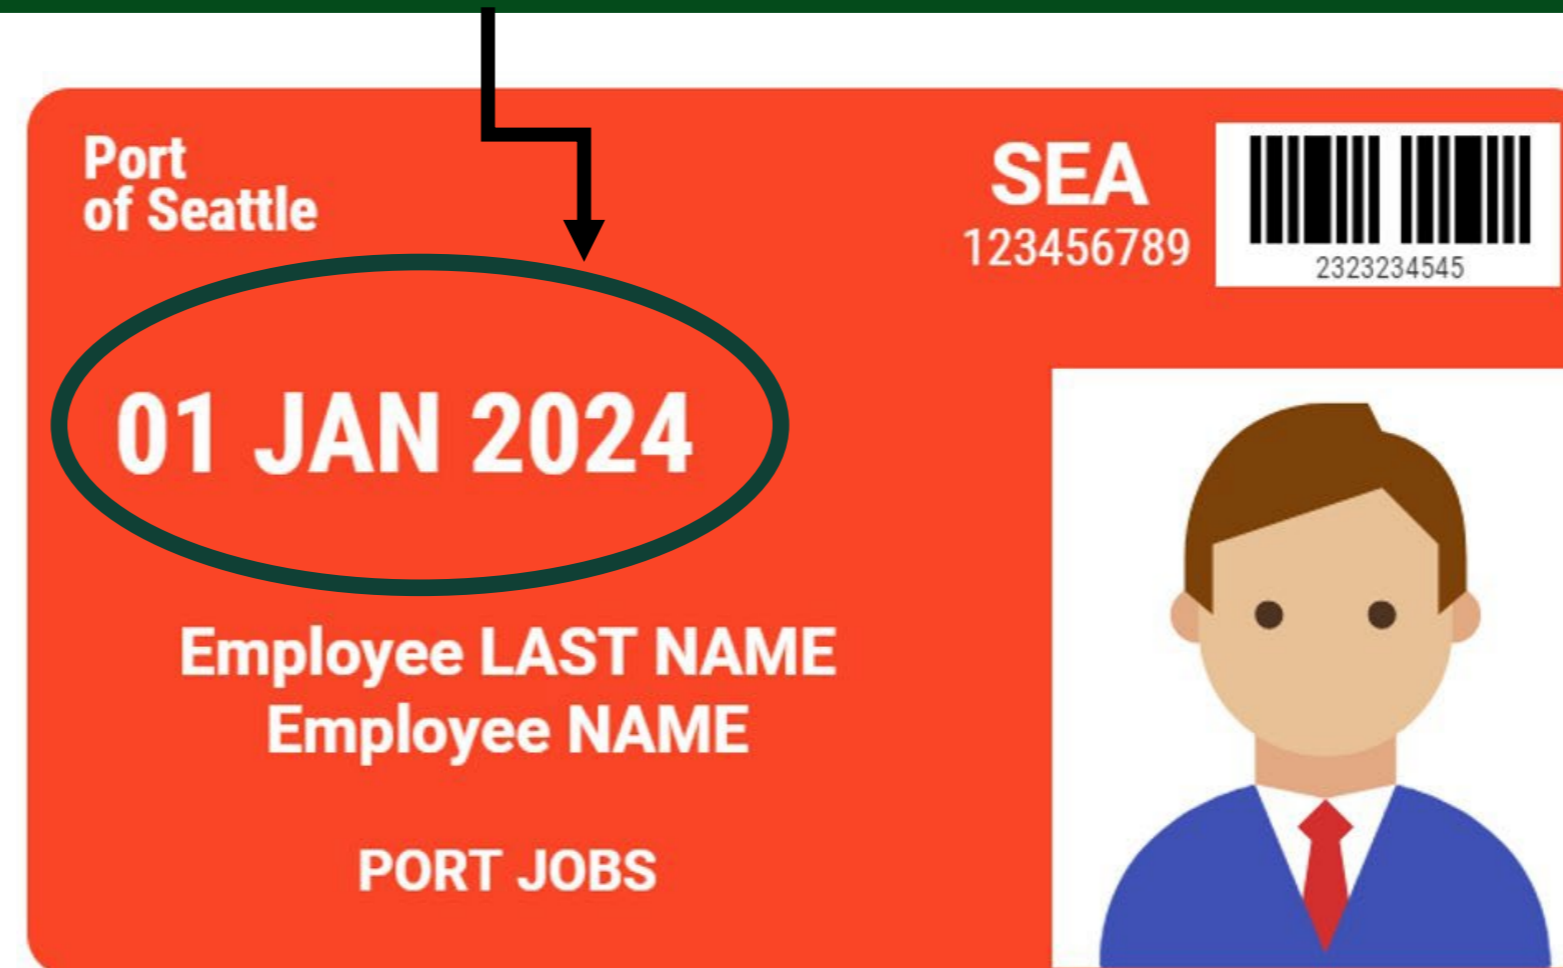 Port
of Seattle
SEA
123456789
2323234545
01 JAN 2024
Employee LAST NAME
Employee NAME
PORT JOBS